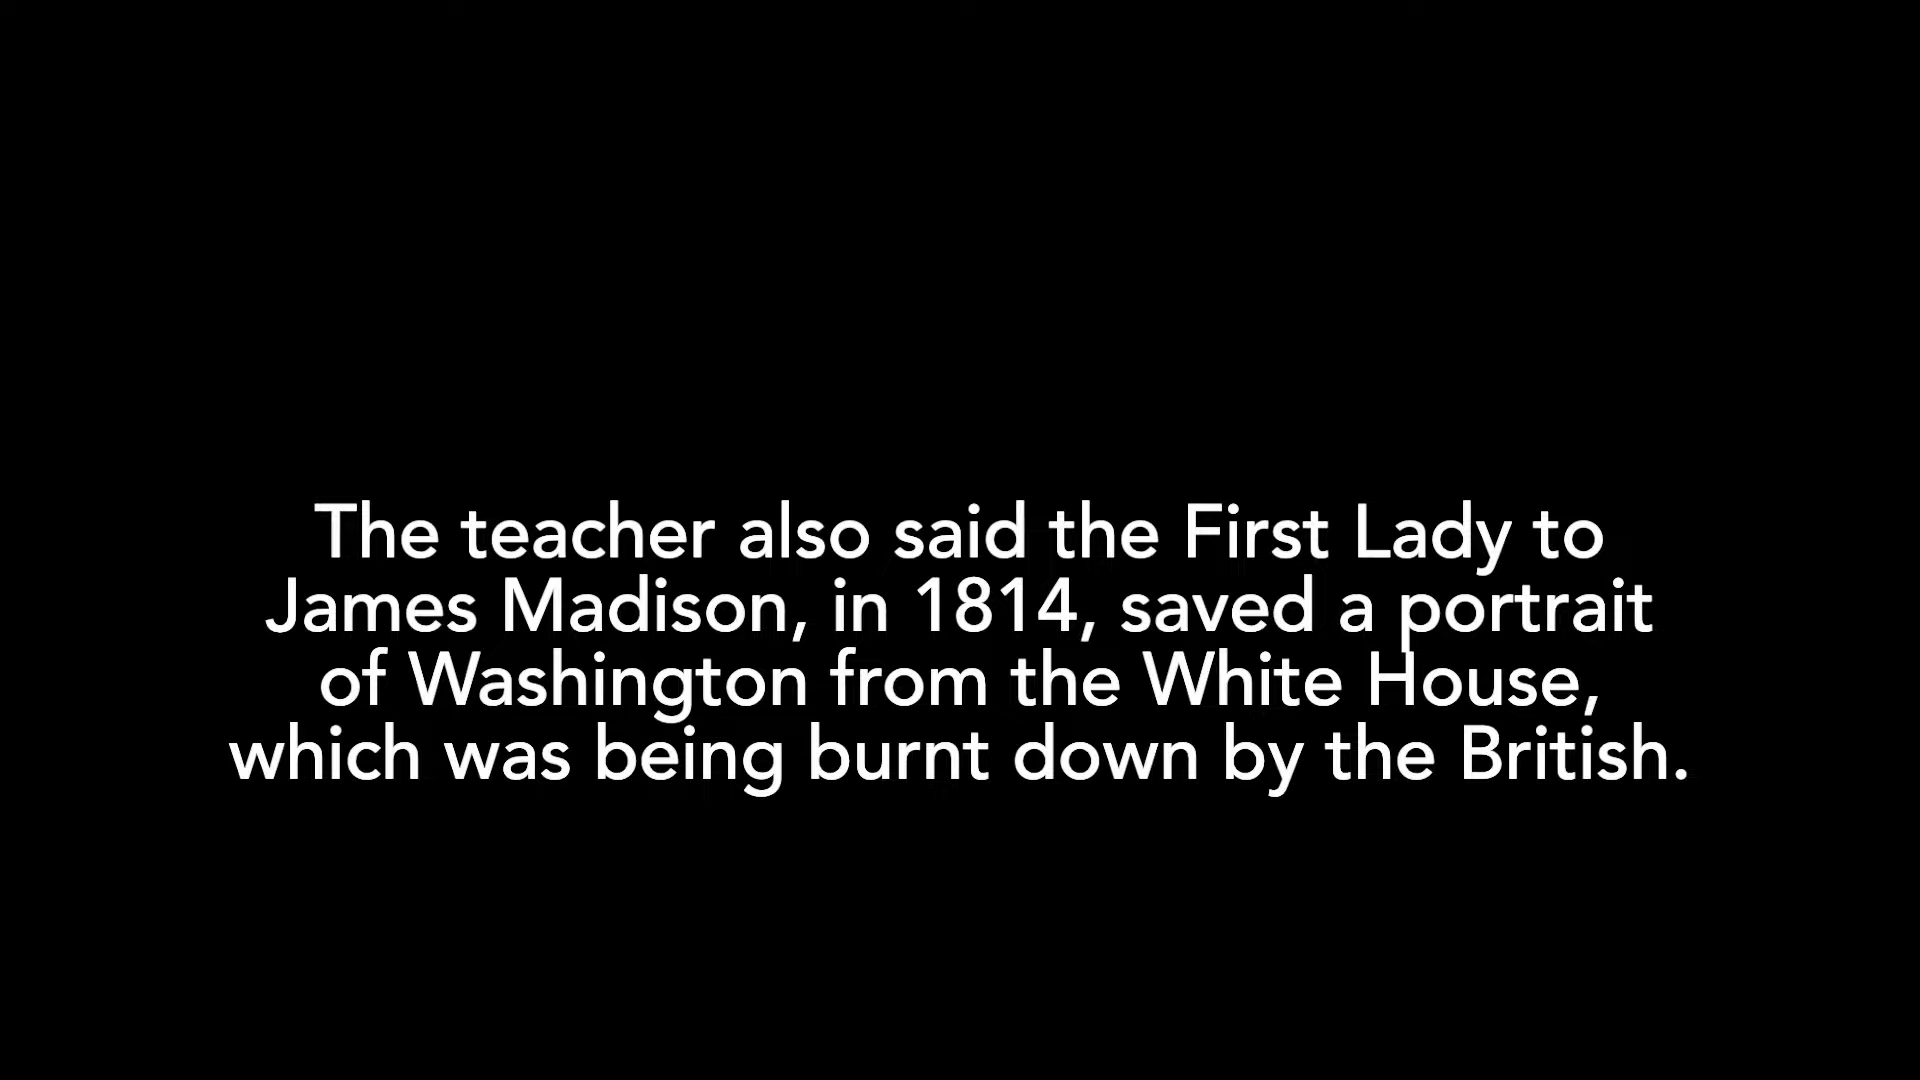 The teacher also said the First Lady to
James Madison, in 1814, saved a portrait
of Washington from the White House,
which was being burnt down by the British.